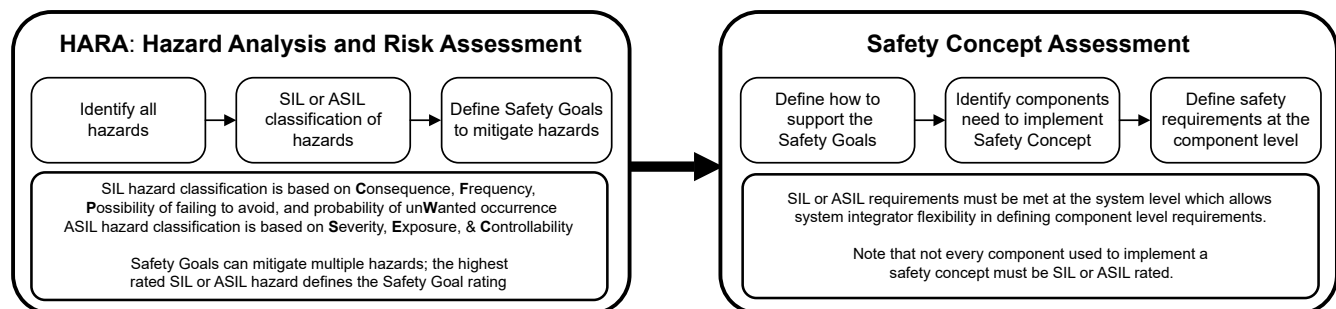 HARA: Hazard Analysis and Risk Assessment
Identify all
hazards
SIL or ASIL
classification of
hazards
Define Safety Goals
to mitigate hazards
SIL hazard classification is based on Consequence, Frequency,
Possibility of failing to avoid, and probability of unWanted occurrence
ASIL hazard classification is based on Severity, Exposure, & Controllability
Safety Goals can mitigate multiple hazards; the highest
rated SIL or ASIL hazard defines the Safety Goal rating
Safety Concept Assessment
Define how to
support the
Safety Goals
Identify components
need to implement
Safety Concept
Define safety
requirements at the
component level
SIL or ASIL requirements must be met at the system level which allows
system integrator flexibility in defining component level requirements.
Note that not every component used to implement a
safety concept must be SIL or ASIL rated.